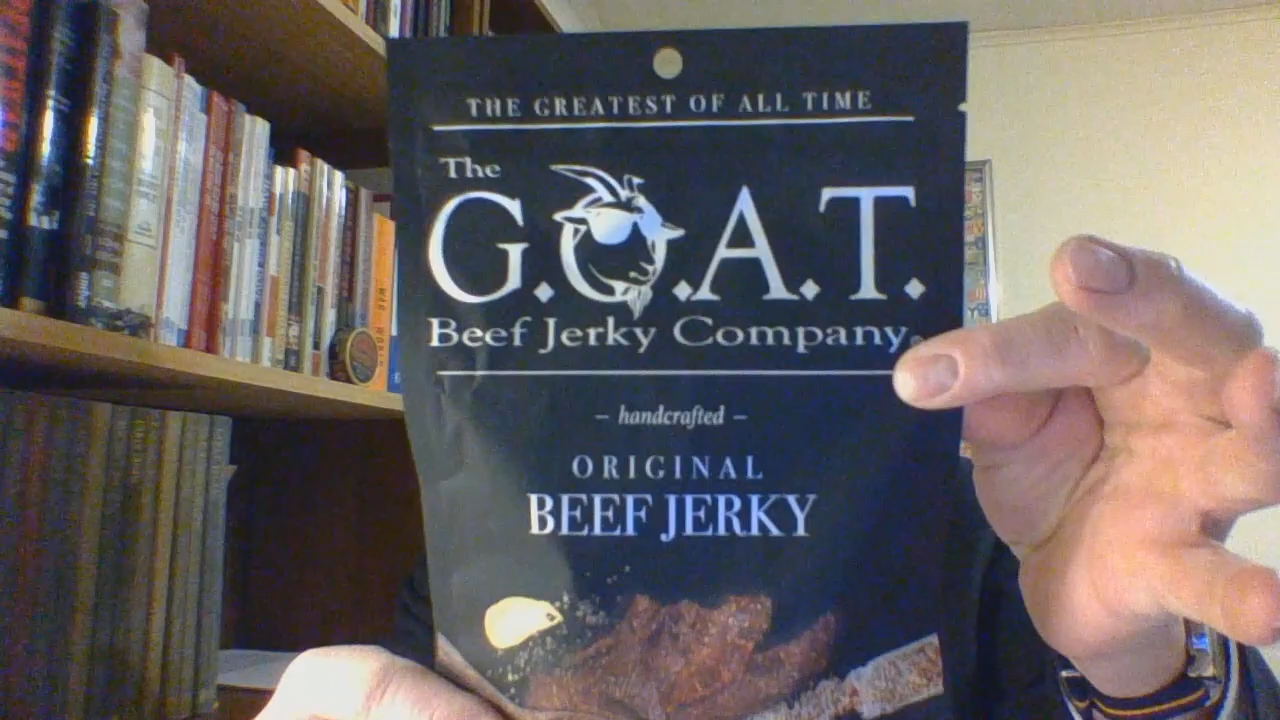 THE GREATEST OF ALL TIME
The
G.O.A.T.
Beef Jerky Company
– handcrafted –
ORIGINAL
BEEF JERKY